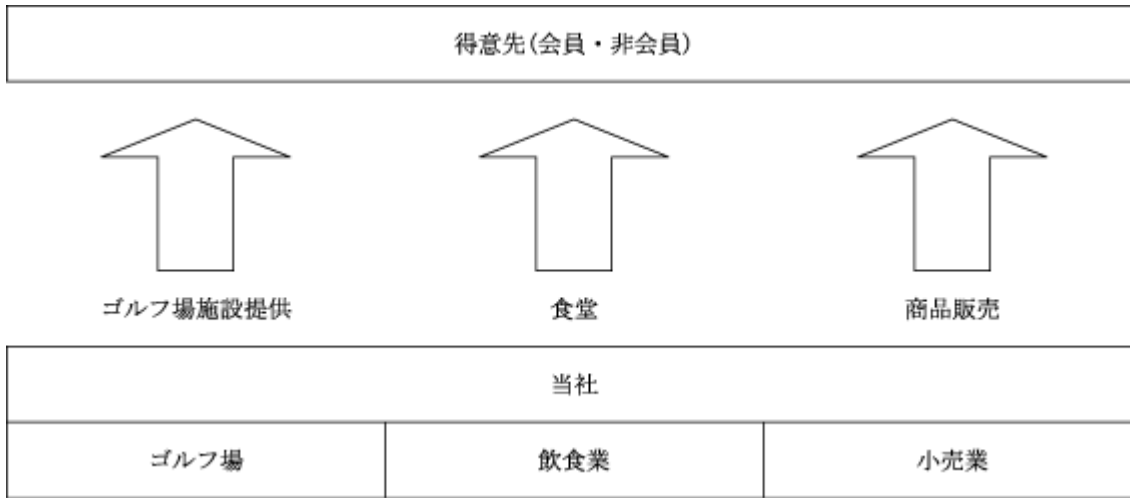 得意先(会員・非会員)
ゴルフ場施設提供
食堂
商品販売
当社
ゴルフ場
飲食業
小売業